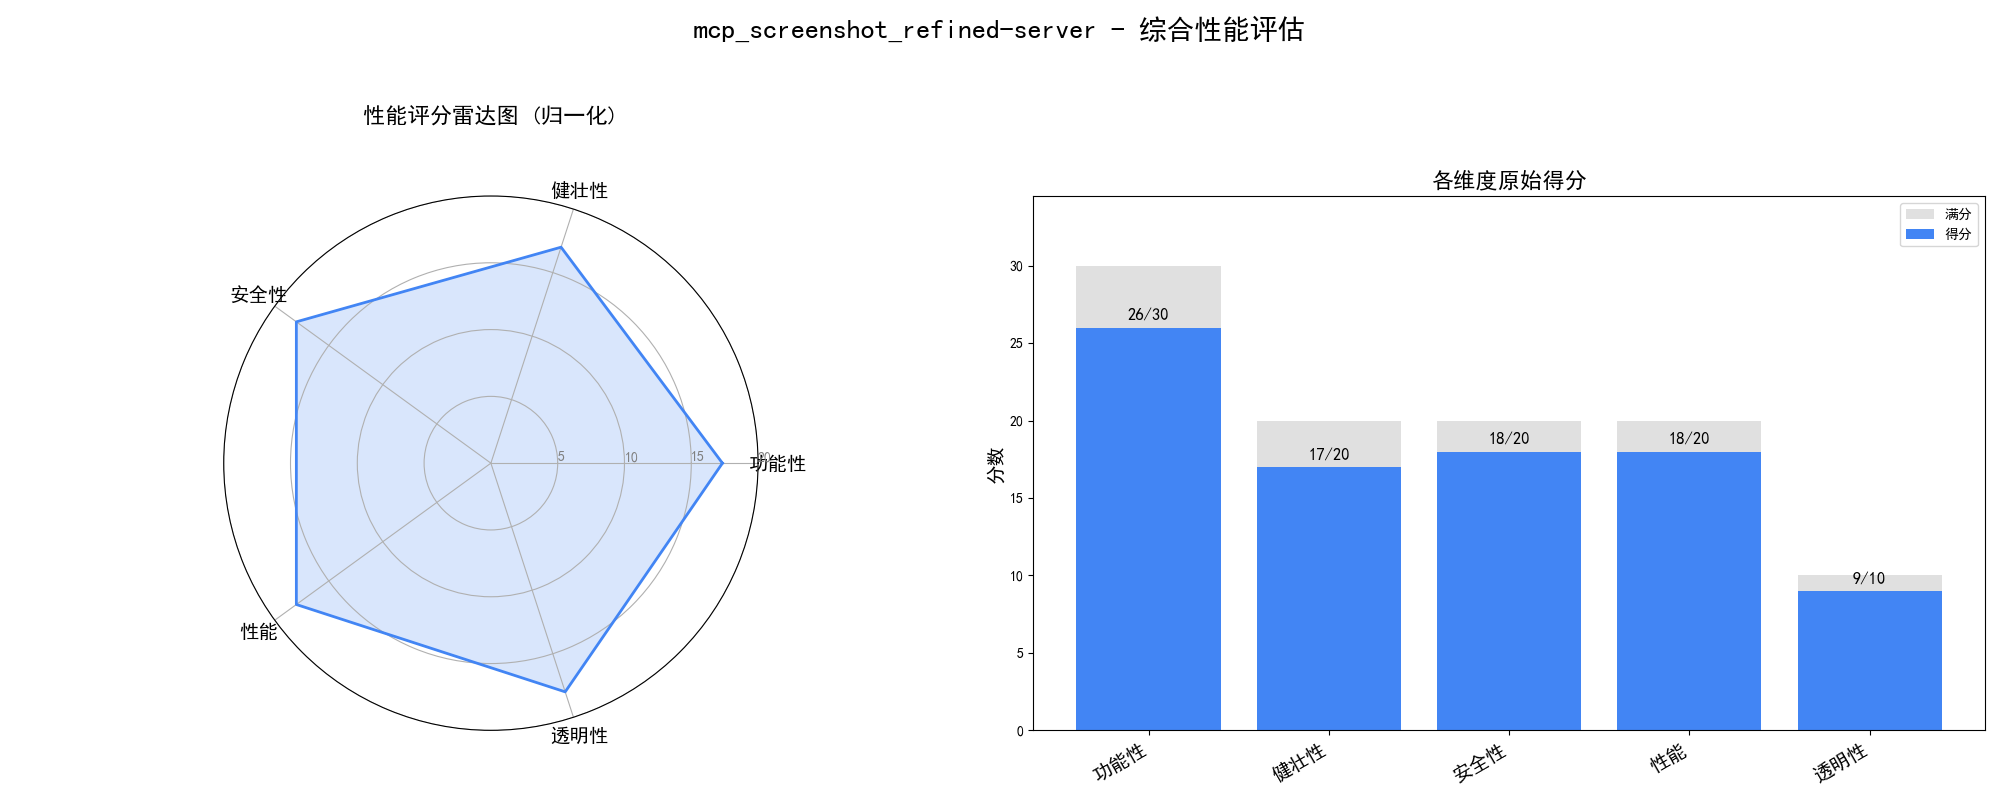 mcp_screenshot_refined-server - 综合性能评估
性能评分雷达图 (归一化)
健壮性
安全性
5
10
15
20
功能性
性能
透明性
各维度原始得分
满分
得分
分数
30
25
20
15
10
5
0
26/30
17/20
18/20
18/20
9/10
功能性
健壮性
安全性
性能
透明性